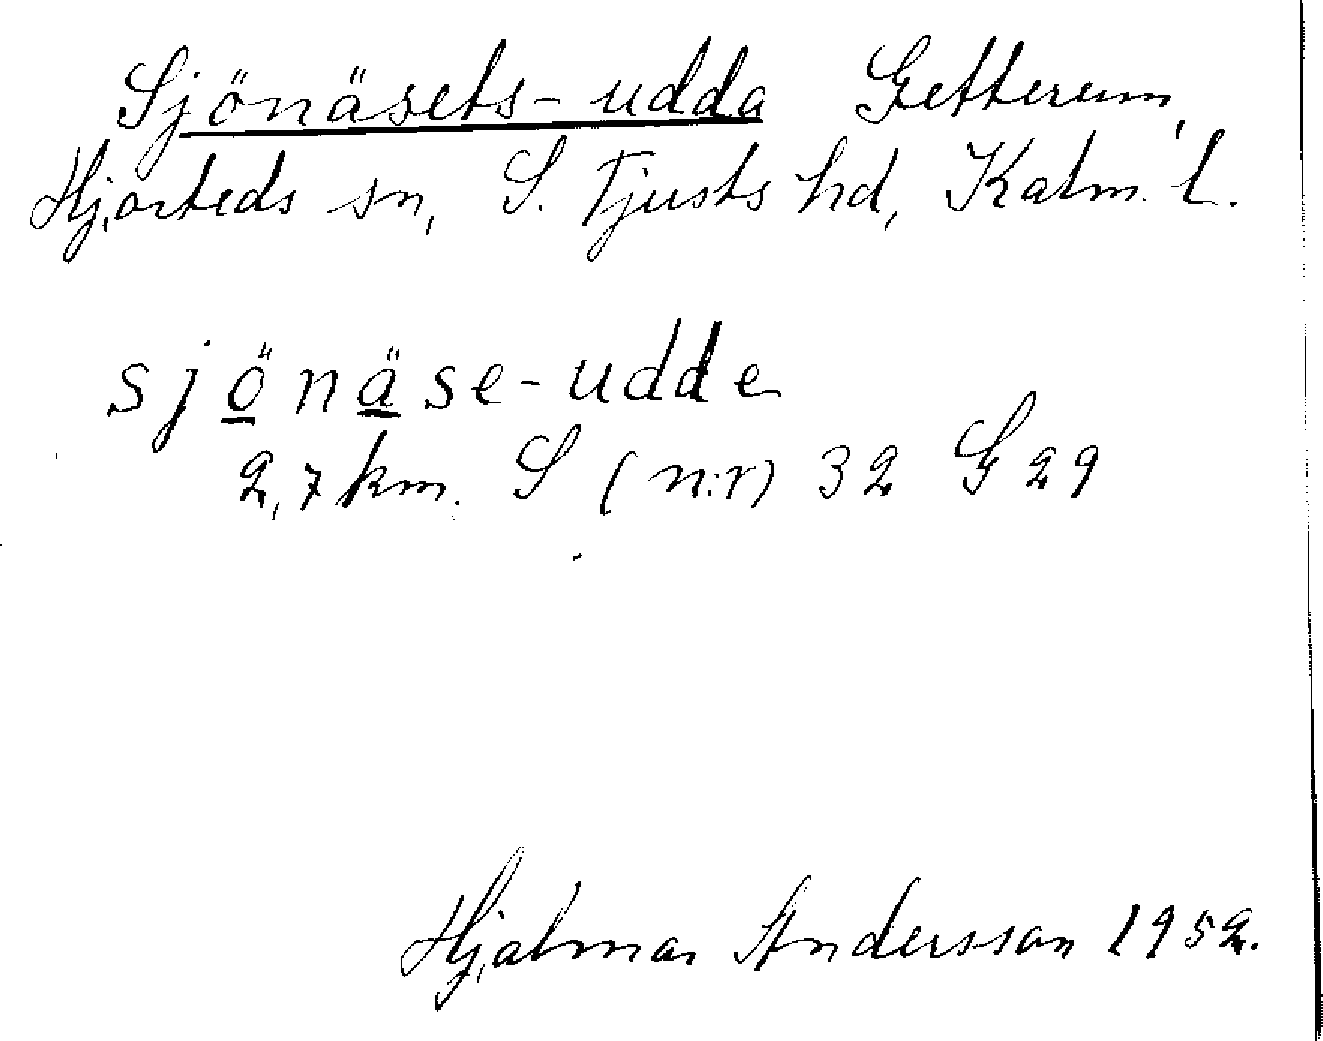 Sjönäsets-udda Getterum,
Hjorteds sn, S. Tjusts hd, Kalm. l.
sjönäse-udde
2,7 km. S (n:r) 32 G 29
Hjalmar Andersson 1952.